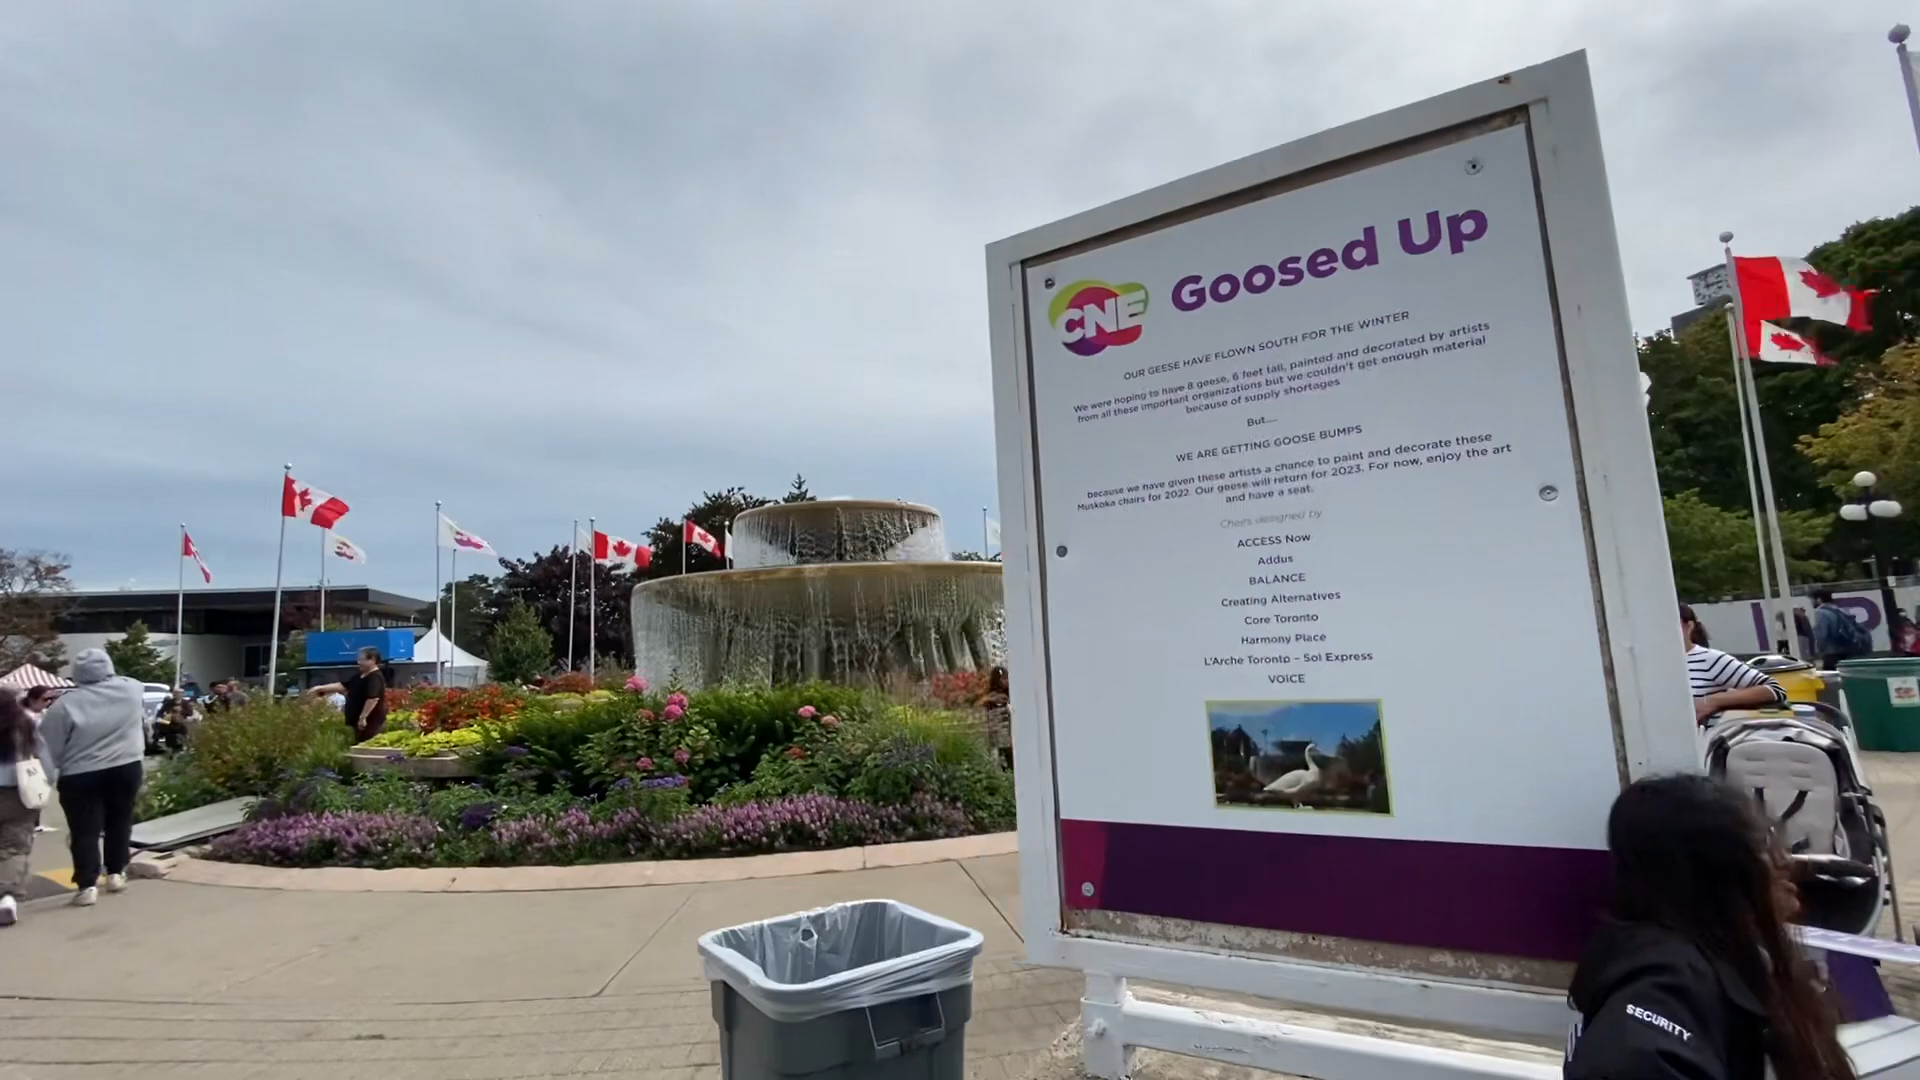 CNE
Goosed Up
OUR GEESE HAVE FLOWN SOUTH FOR THE WINTER
We were hoping to have 8 geese, 6 feet tall, painted and decorated by artists
from all these important organizations but we couldn't get enough material
because of supply shortages
But....
WE ARE GETTING GOOSE BUMPS
because we have given these artists a chance to paint and decorate these
Muskoka chairs for 2022. Our geese will return for 2023. For now, enjoy the art
and have a seat.
designed by
ACCESS Now
Addus
BALANCE
Creating Alternatives
Core Toronto
Harmony Place
L'Arche Toronto – Sol Express
VOICE
SECURITY